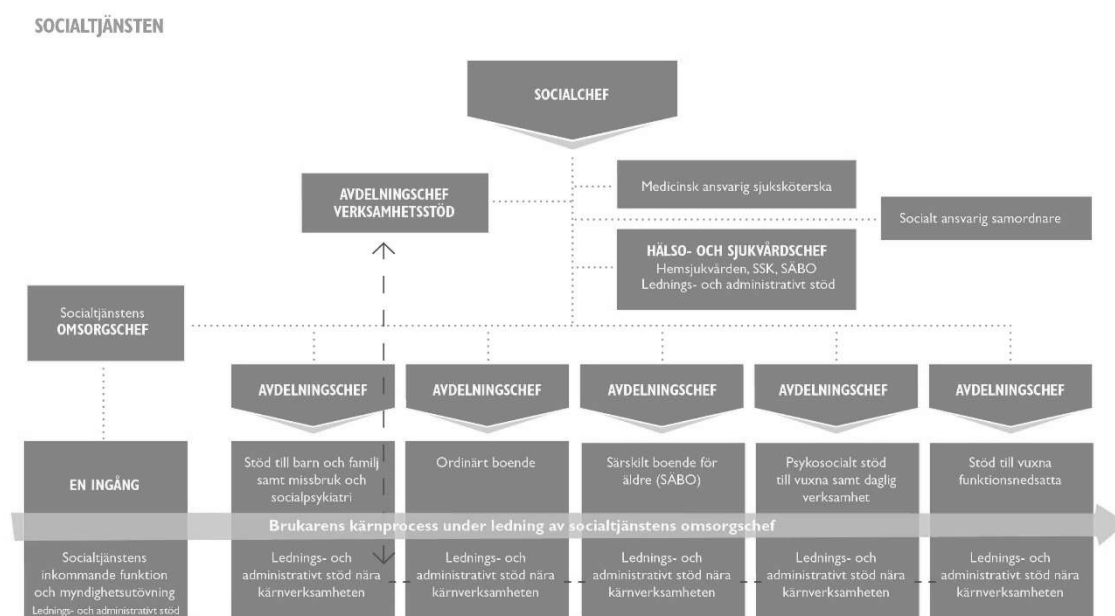 SOCIALTJÄNSTEN
SOCIALCHEF
AVDELNINGSCHEF
VERKSAMHETSSTÖD
Medicinsk ansvarig sjuksköterska
Socialt ansvarig samordnare
HÄLSO- OCH SJUKVÅRDSCHEF
Hemsjukvården, SSK, SÄBO
Lednings- och administrativt stöd
Socialtjänstens
OMSORGSCHEF
AVDELNINGSCHEF
AVDELNINGSCHEF
AVDELNINGSCHEF
AVDELNINGSCHEF
AVDELNINGSCHEF
EN INGÅNG
Stöd till barn och familj
samt missbruk och
socialpsykiatri
Ordinärt boende
Särskilt boende för
äldre (SÄBO)
Psykosocialt stöd
till vuxna samt daglig
verksamhet
Stöd till vuxna
funktionsnedsatta
Brukarens kärnprocess under ledning av socialtjänstens omsorgschef
Socialtjänstens
inkommande funktion
och myndighetsutövning
Lednings- och administrativt stöd
Lednings- och
administrativt stöd nära
kärnverksamheten
Lednings- och
administrativt stöd nära
kärnverksamheten
Lednings- och
administrativt stöd nära
kärnverksamheten
Lednings- och
administrativt stöd nära
kärnverksamheten
Lednings- och
administrativt stöd nära
kärnverksamheten